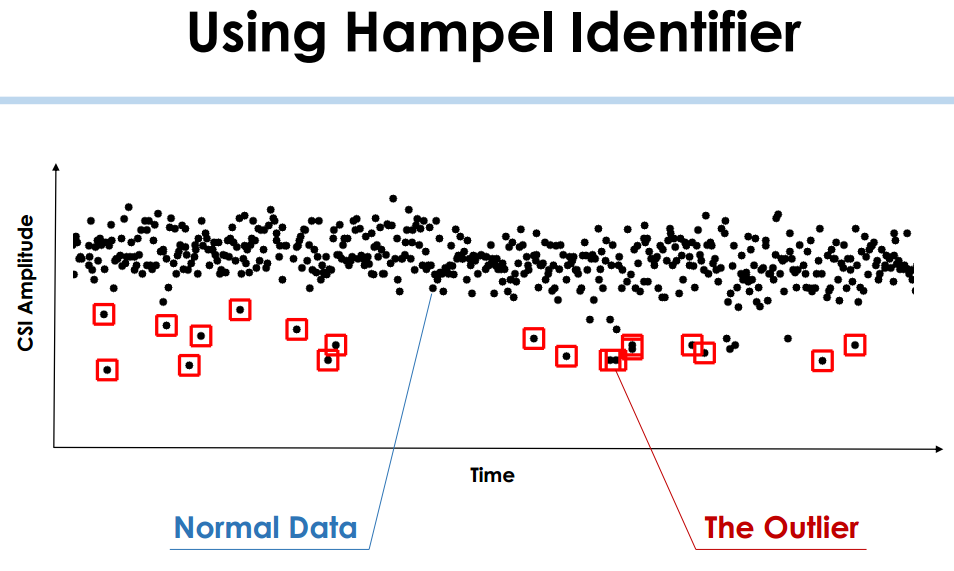 Using Hampel Identifier
CSI Amplitude
Time
Normal Data
The Outlier